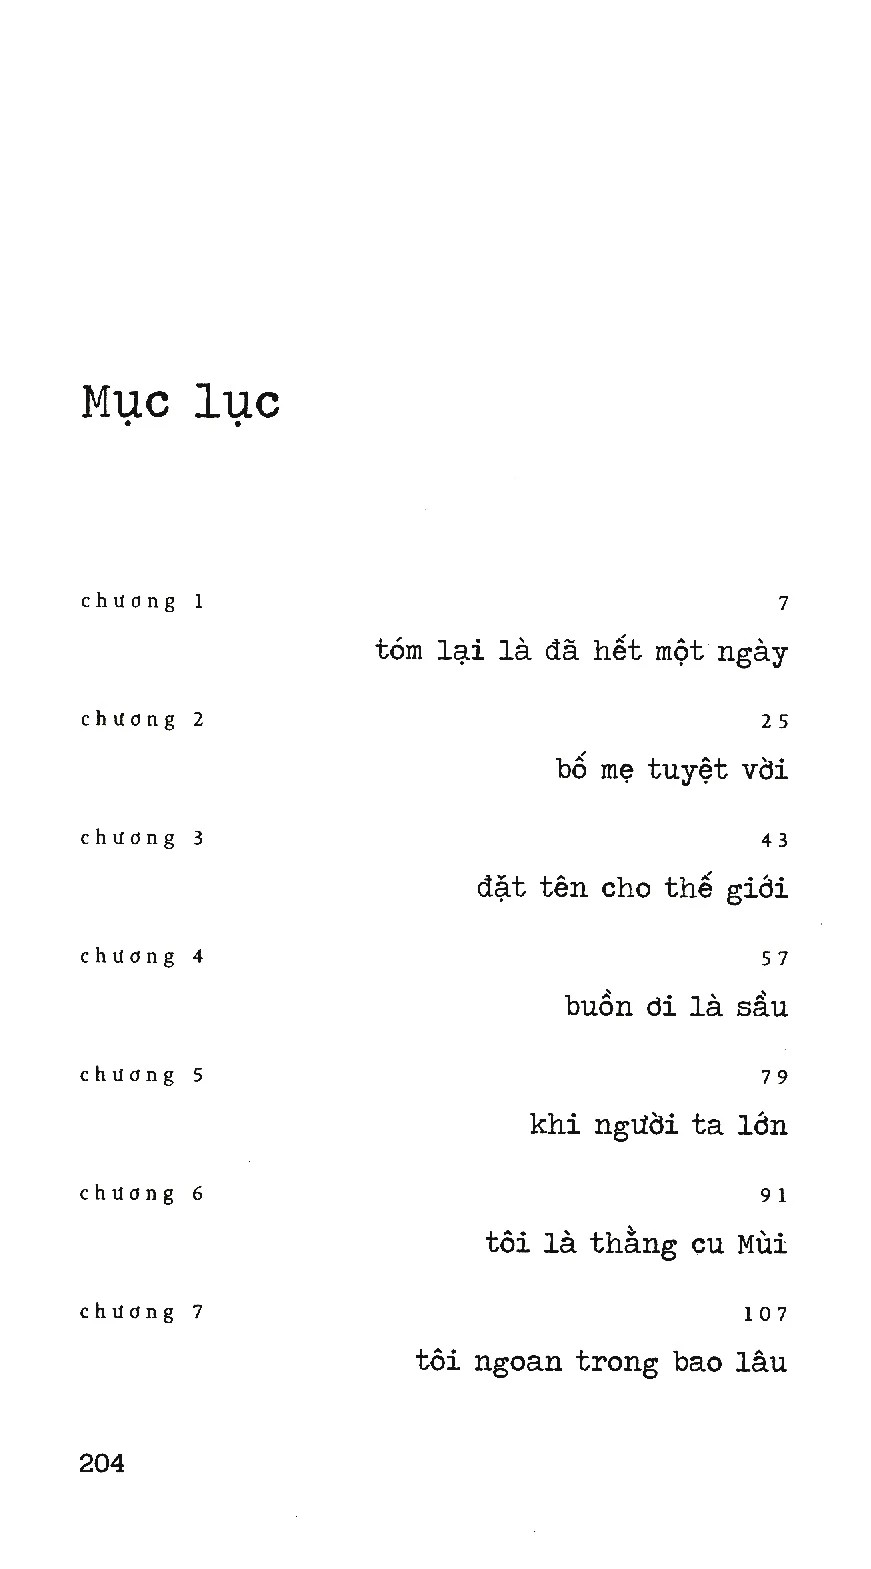 Mục lục
chương 1 7
tóm lại là đã hết một ngày
chương 2 25
bố mẹ tuyệt vời
chương 3 43
đặt tên cho thế giới
chương 4 57
buồn ơi là sầu
chương 5 79
khi người ta lớn
chương 6 91
tôi là thằng cu Mùi
chương 7 107
tôi ngoan trong bao lâu
204